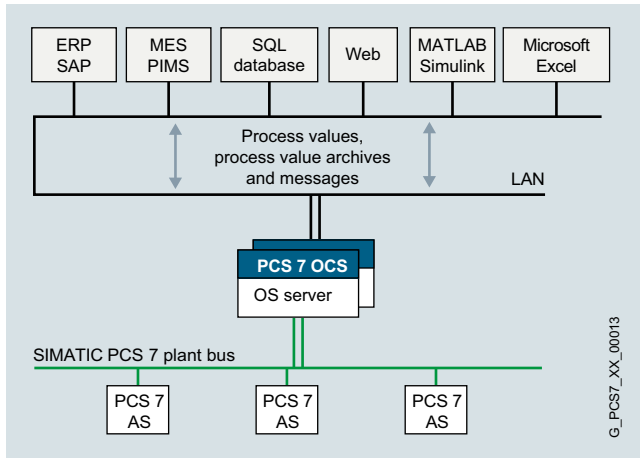 ERP
SAP
MES
PIMS
SQL
database
Web
MATLAB
Simulink
Microsoft
Excel
Process values,
process value archives
and messages
LAN
PCS 7 OCS
OS server
SIMATIC PCS 7 plant bus
PCS 7
AS
PCS 7
AS
PCS 7
AS
G_PCS7_XX_00013